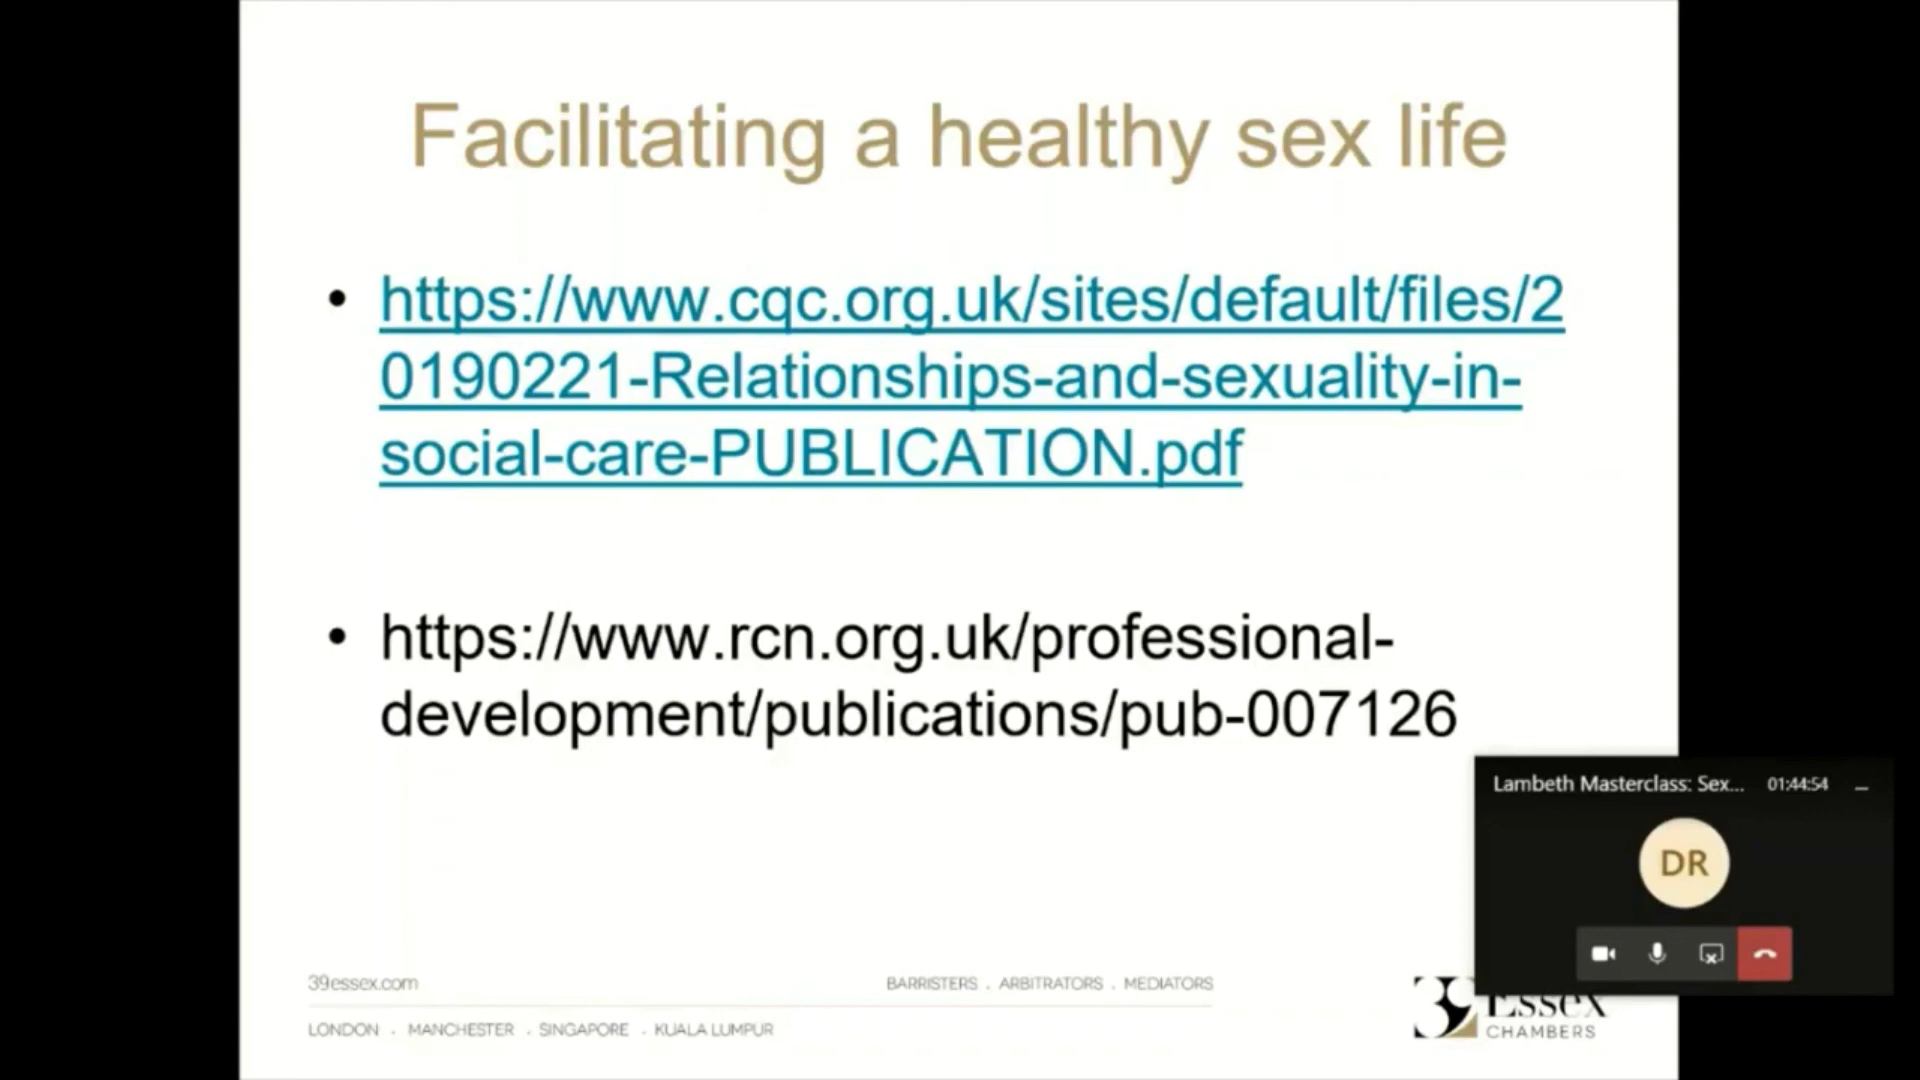 Facilitating a healthy sex life
• https://www.cqc.org.uk/sites/default/files/2
0190221-Relationships-and-sexuality-in-
social-care-PUBLICATION.pdf
• https://www.rcn.org.uk/professional-
development/publications/pub-007126
Lambeth Masterclass: Sex... 01:44:54
DR
39essex.com
BARRISTERS . ARBITRATORS . MEDIATORS
LONDON . MANCHESTER . SINGAPORE . KUALA LUMPUR
39 Essex
CHAMBERS